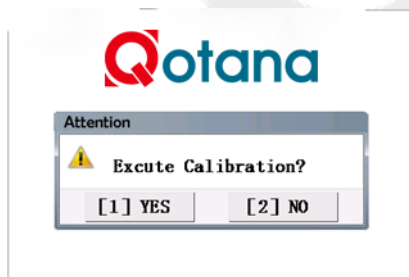 Qotana
Attention
Excute Calibration?
[1] YES [2] NO